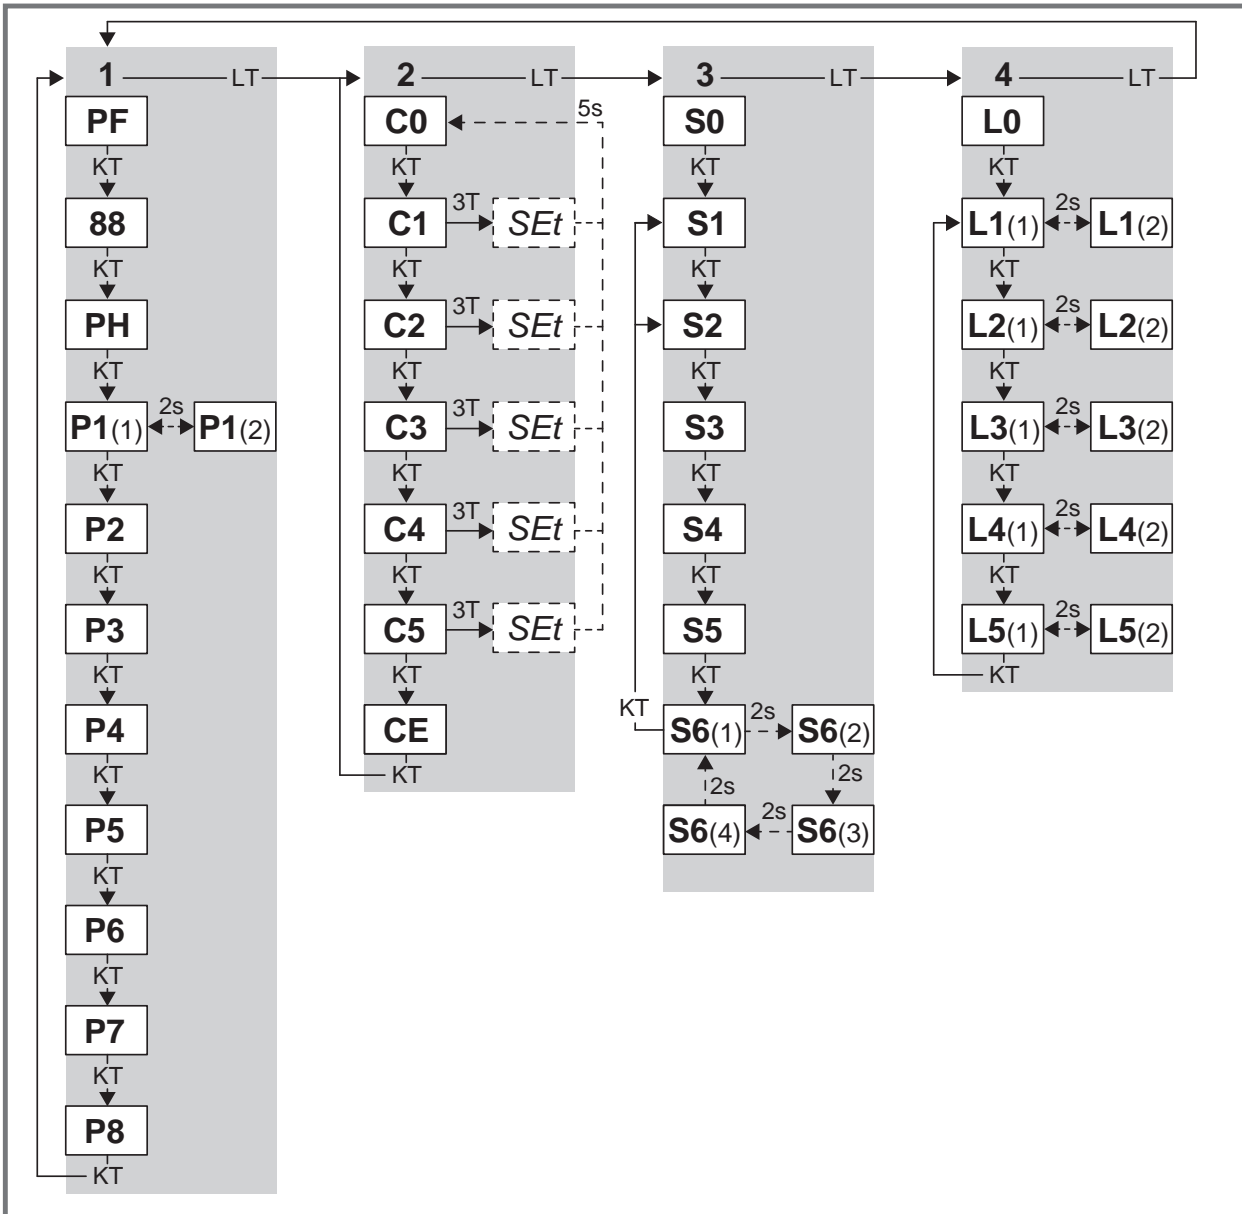 1 LT
PF
KT
88
KT
PH
KT
P1(1) 2s P1(2)
KT
P2
KT
P3
KT
P4
KT
P5
KT
P6
KT
P7
KT
P8
KT
2 LT
C0 5s
KT
C1 3T SEt
KT
C2 3T SEt
KT
C3 3T SEt
KT
C4 3T SEt
KT
C5 3T SEt
KT
CE
KT
3 LT
S0
KT
S1
KT
S2
KT
S3
KT
S4
KT
S5
KT
KT S6(1) 2s S6(2)
2s 2s
S6(4) 2s S6(3)
4 LT
L0
KT
L1(1) 2s L1(2)
KT
L2(1) 2s L2(2)
KT
L3(1) 2s L3(2)
KT
L4(1) 2s L4(2)
KT
L5(1) 2s L5(2)
KT